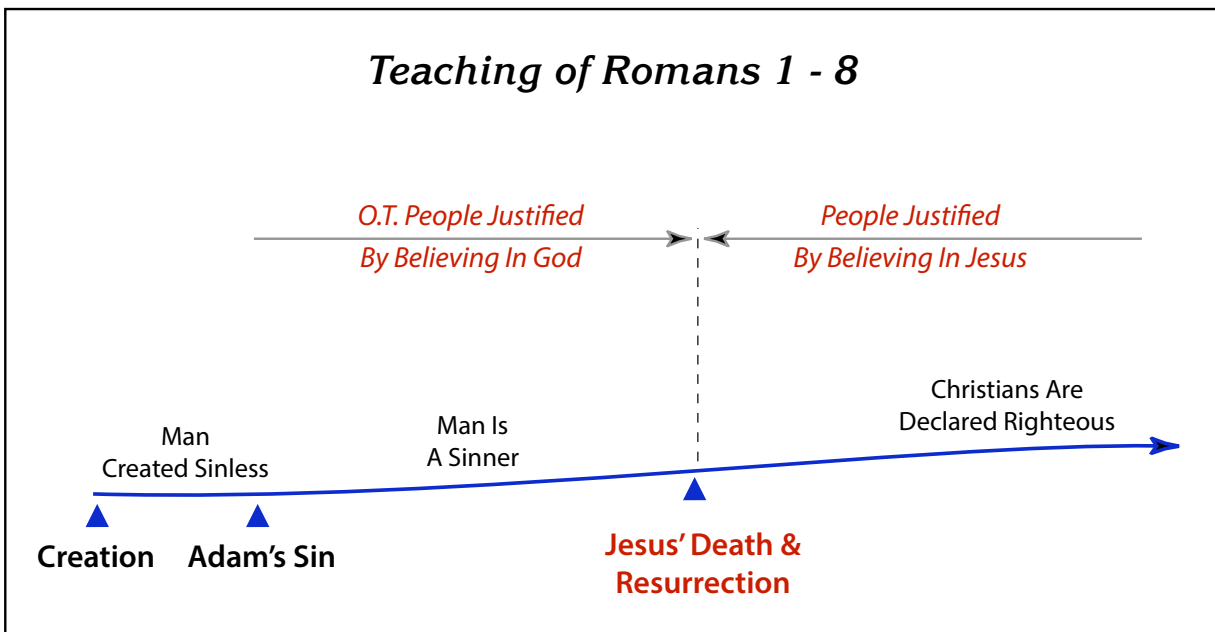 Teaching of Romans 1 - 8
O.T. People Justified
By Believing In God
People Justified
By Believing In Jesus
Man
Created Sinless
Man Is
A Sinner
Christians Are
Declared Righteous
Creation
Adam's Sin
Jesus' Death &
Resurrection